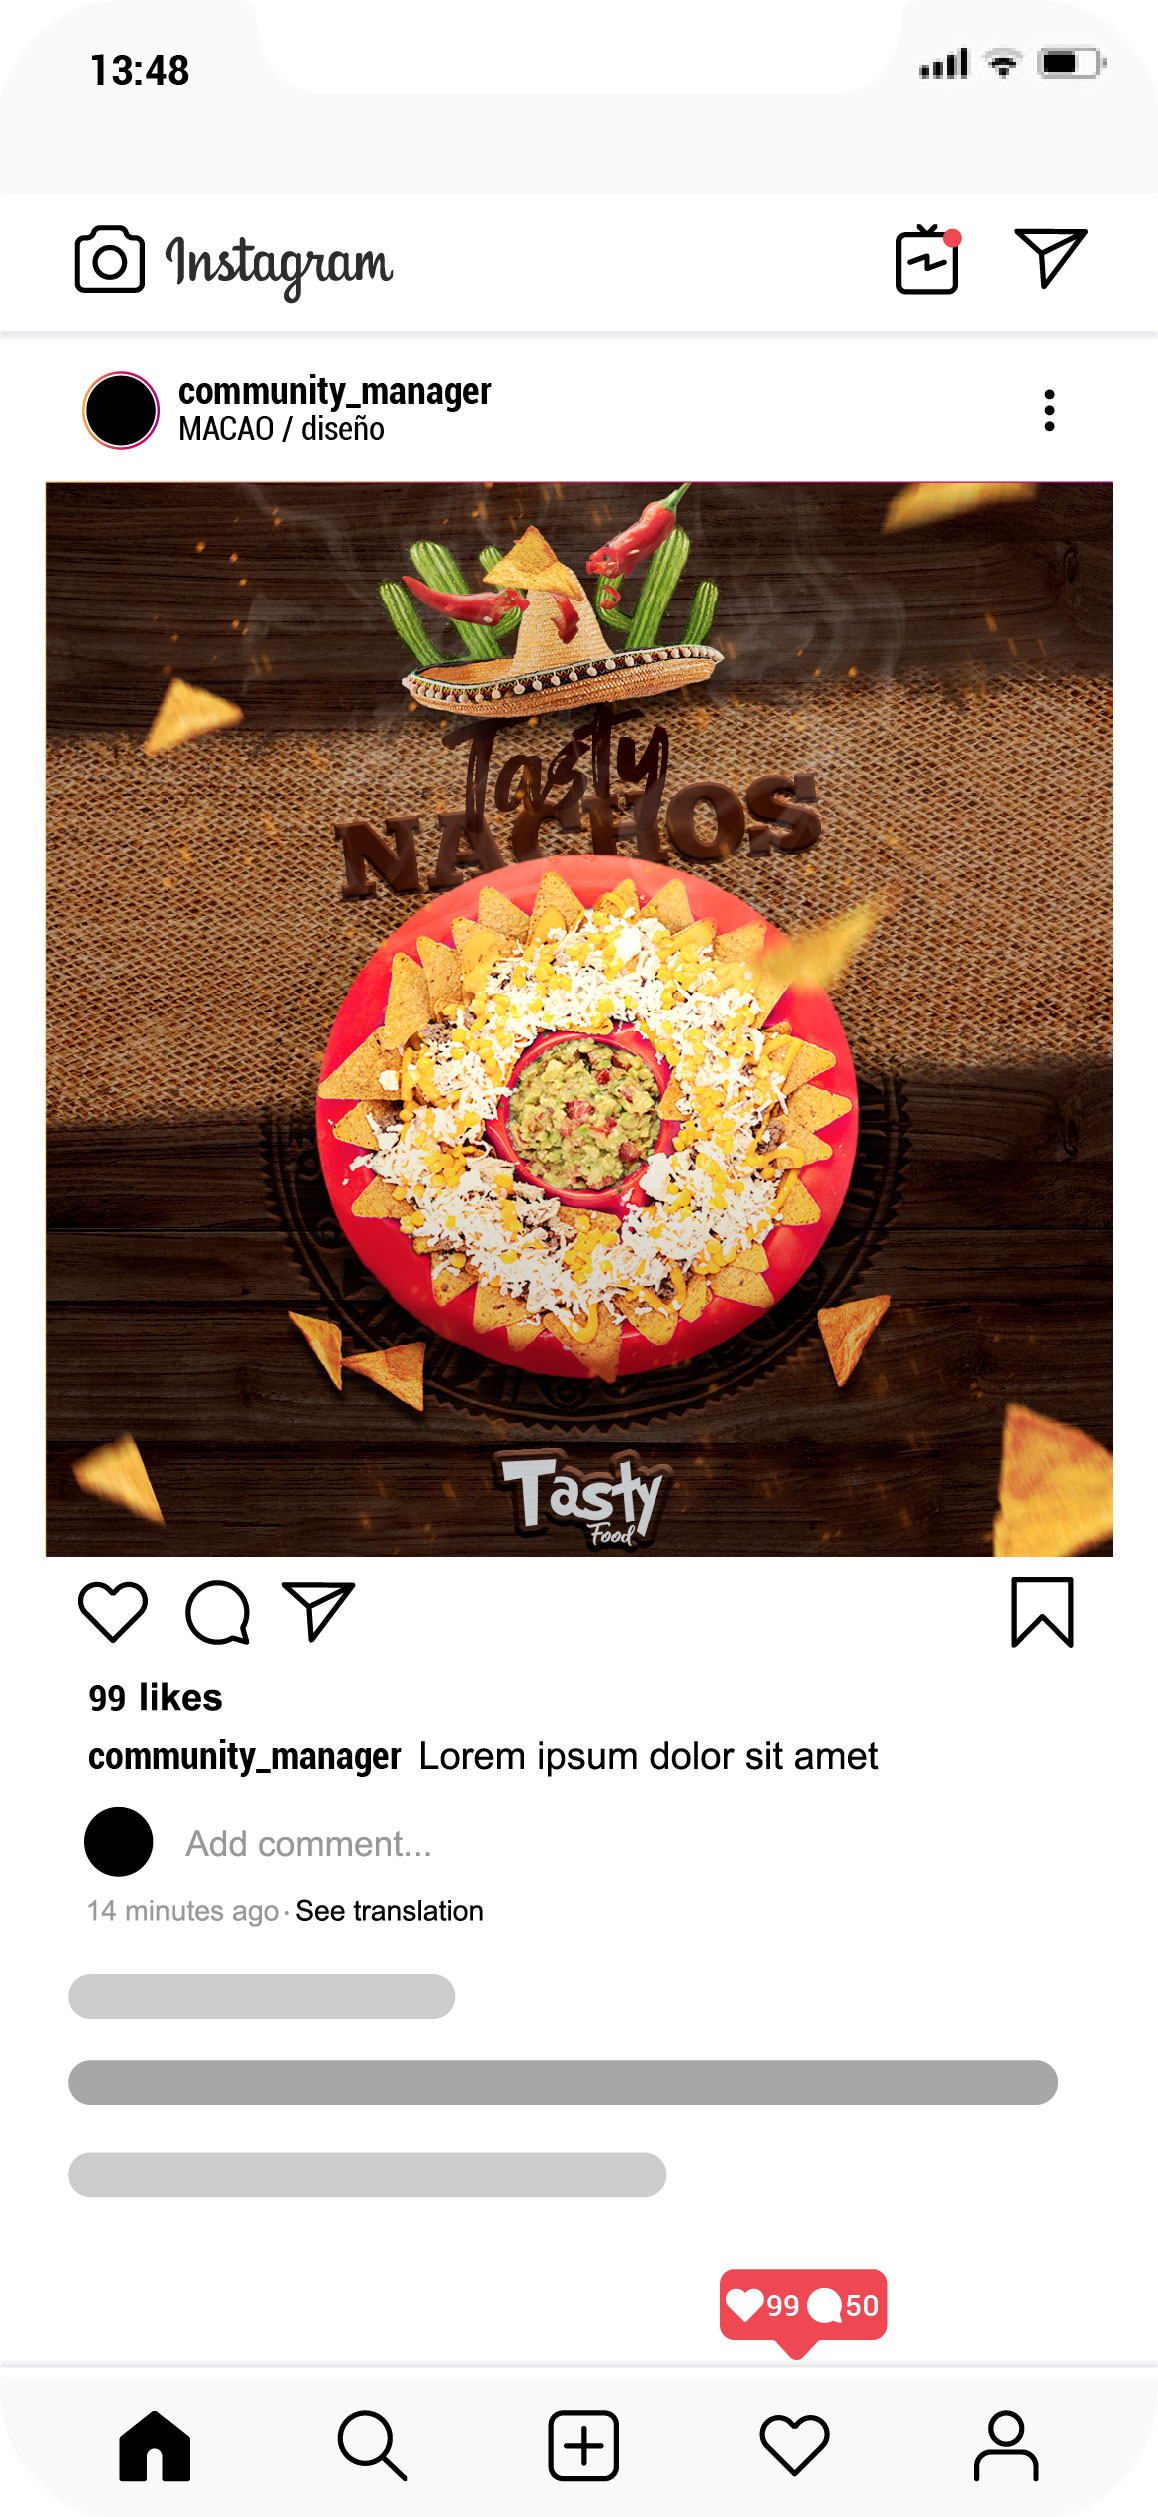 13:48
Instagram
community_manager
MACAO / diseño
Tasty
NACHOS
Tasty
Food
99 likes
community_manager Lorem ipsum dolor sit amet
Add comment...
14 minutes ago · See translation
99 50